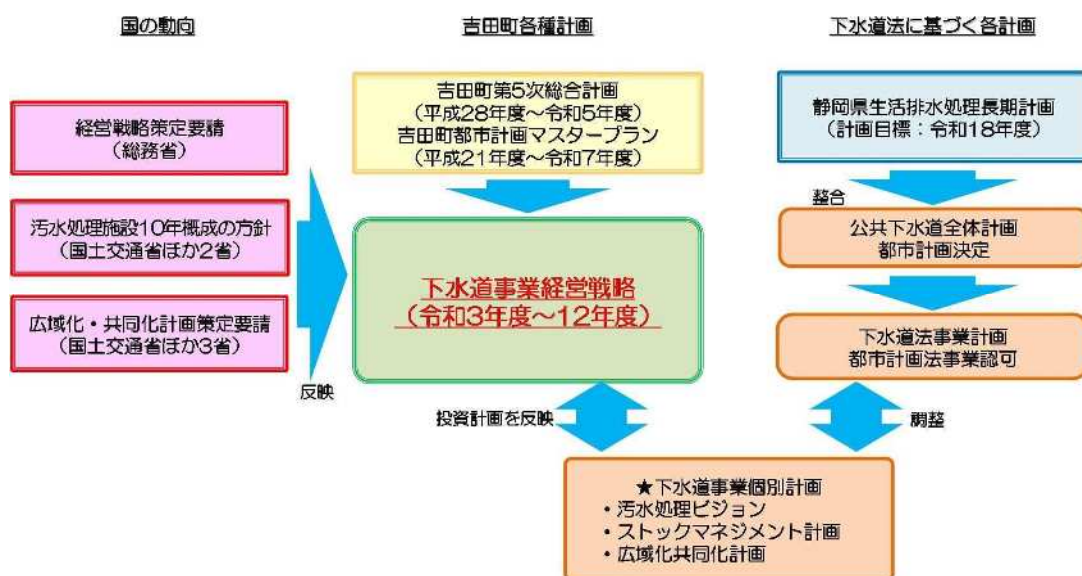 国の動向
経営戦略策定要請
（総務省）
汚水処理施設10年概成の方針
（国土交通省ほか2省）
広域化・共同化計画策定要請
（国土交通省ほか3省）
反映
吉田町各種計画
吉田町第5次総合計画
（平成28年度～令和5年度）
吉田町都市計画マスタープラン
（平成21年度～令和7年度）
下水道事業経営戦略
（令和3年度～12年度）
投資計画を反映
下水道法に基づく各計画
静岡県生活排水処理長期計画
（計画目標：令和18年度）
整合
公共下水道全体計画
都市計画決定
下水道法事業計画
都市計画法事業認可
調整
★下水道事業個別計画
・汚水処理ビジョン
・ストックマネジメント計画
・広域化共同化計画